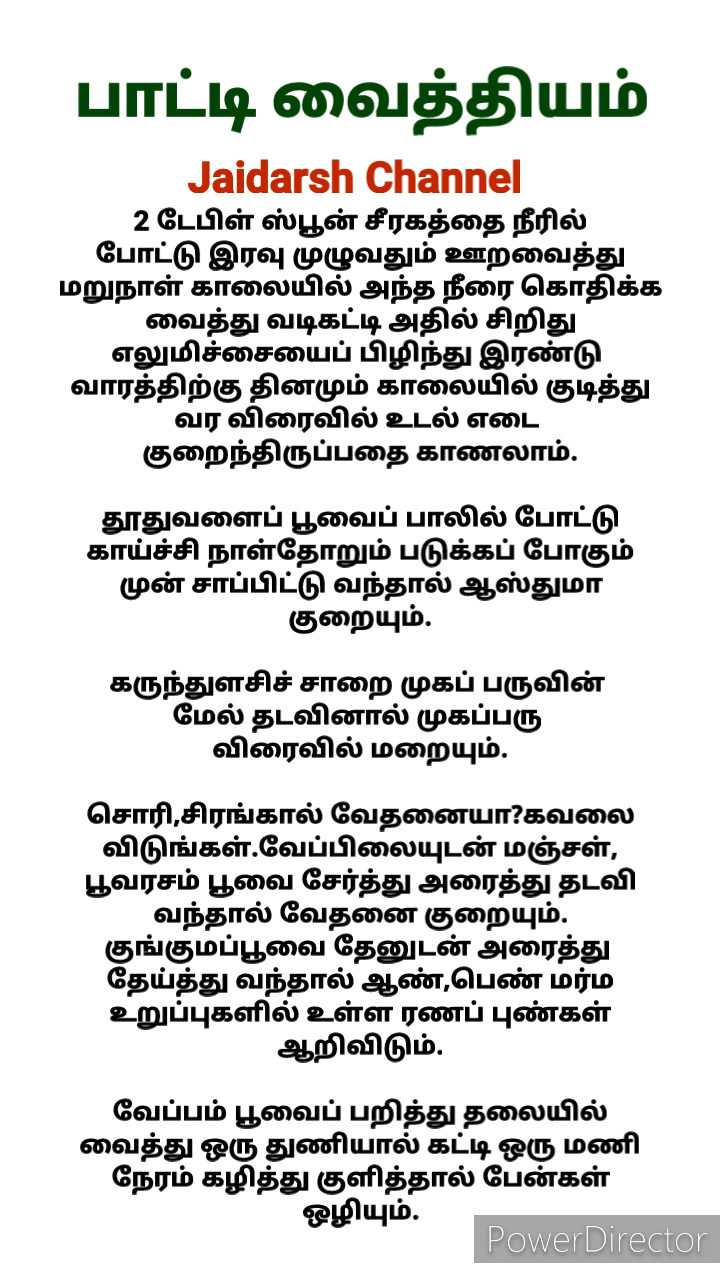 பாட்டி வைத்தியம்
Jaidarsh Channel
2 டேபிள் ஸ்பூன் சீரகத்தை நீரில்
போட்டு இரவு முழுவதும் ஊறவைத்து
மறுநாள் காலையில் அந்த நீரை கொதிக்க
வைத்து வடிகட்டி அதில் சிறிது
எலுமிச்சையைப் பிழிந்து இரண்டு
வாரத்திற்கு தினமும் காலையில் குடித்து
வர விரைவில் உடல் எடை
குறைந்திருப்பதை காணலாம்.
தூதுவளைப் பூவைப் பாலில் போட்டு
காய்ச்சி நாள்தோறும் படுக்கப் போகும்
முன் சாப்பிட்டு வந்தால் ஆஸ்துமா
குறையும்.
கருந்துளசிச் சாறை முகப் பருவின்
மேல் தடவினால் முகப்பரு
விரைவில் மறையும்.
சொரி,சிரங்கால் வேதனையா?கவலை
விடுங்கள்.வேப்பிலையுடன் மஞ்சள்,
பூவரசம் பூவை சேர்த்து அரைத்து தடவி
வந்தால் வேதனை குறையும்.
குங்குமப்பூவை தேனுடன் அரைத்து
தேய்த்து வந்தால் ஆண்,பெண் மர்ம
உறுப்புகளில் உள்ள ரணப் புண்கள்
ஆறிவிடும்.
வேப்பம் பூவைப் பறித்து தலையில்
வைத்து ஒரு துணியால் கட்டி ஒரு மணி
நேரம் கழித்து குளித்தால் பேன்கள்
ஒழியும்.
PowerDirector